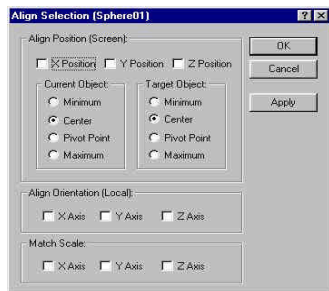 Align Selection (Sphere01)
Align Position (Screen):
X Position Y Position Z Position
Current Object: Target Object:
Minimum Minimum
Center Center
Pivot Point Pivot Point
Maximum Maximum
OK
Cancel
Apply
Align Orientation (Local):
X Axis Y Axis Z Axis
Match Scale:
X Axis Y Axis Z Axis